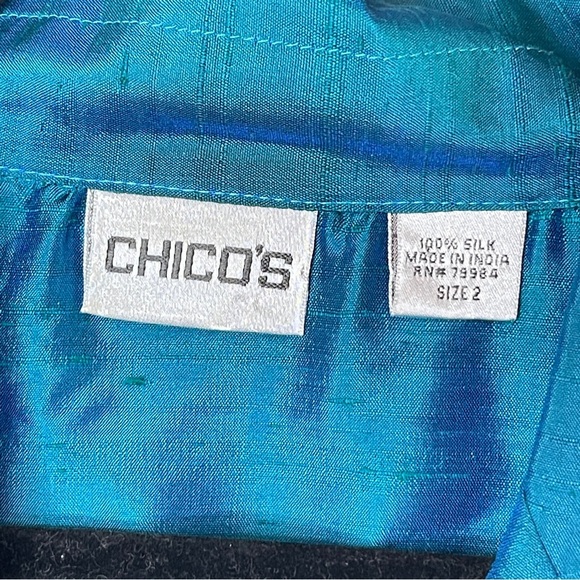 CHICO'S
100% SILK
MADE IN INDIA
RN# 79984
SIZE 2